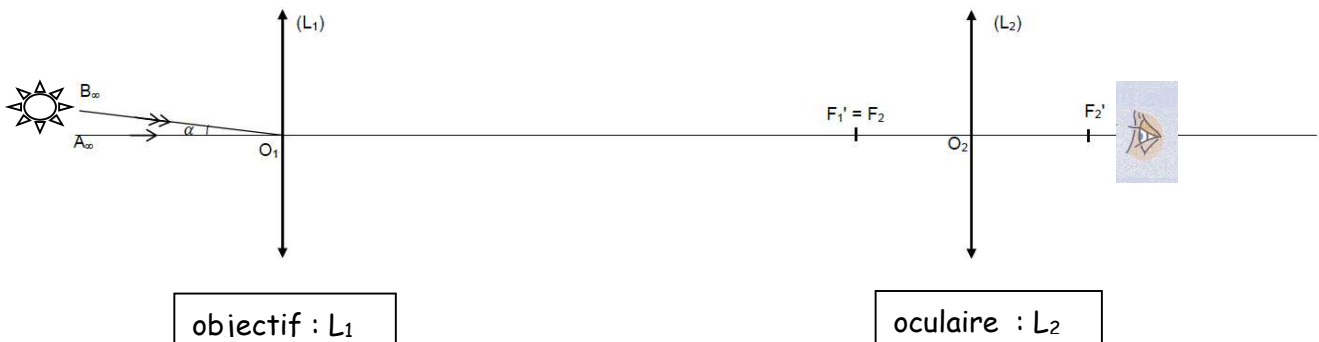 (L₁)
(L₂)
B∞
α
A∞
O₁
F₁' = F₂
O₂
F₂'
objectif : L₁
oculaire : L₂